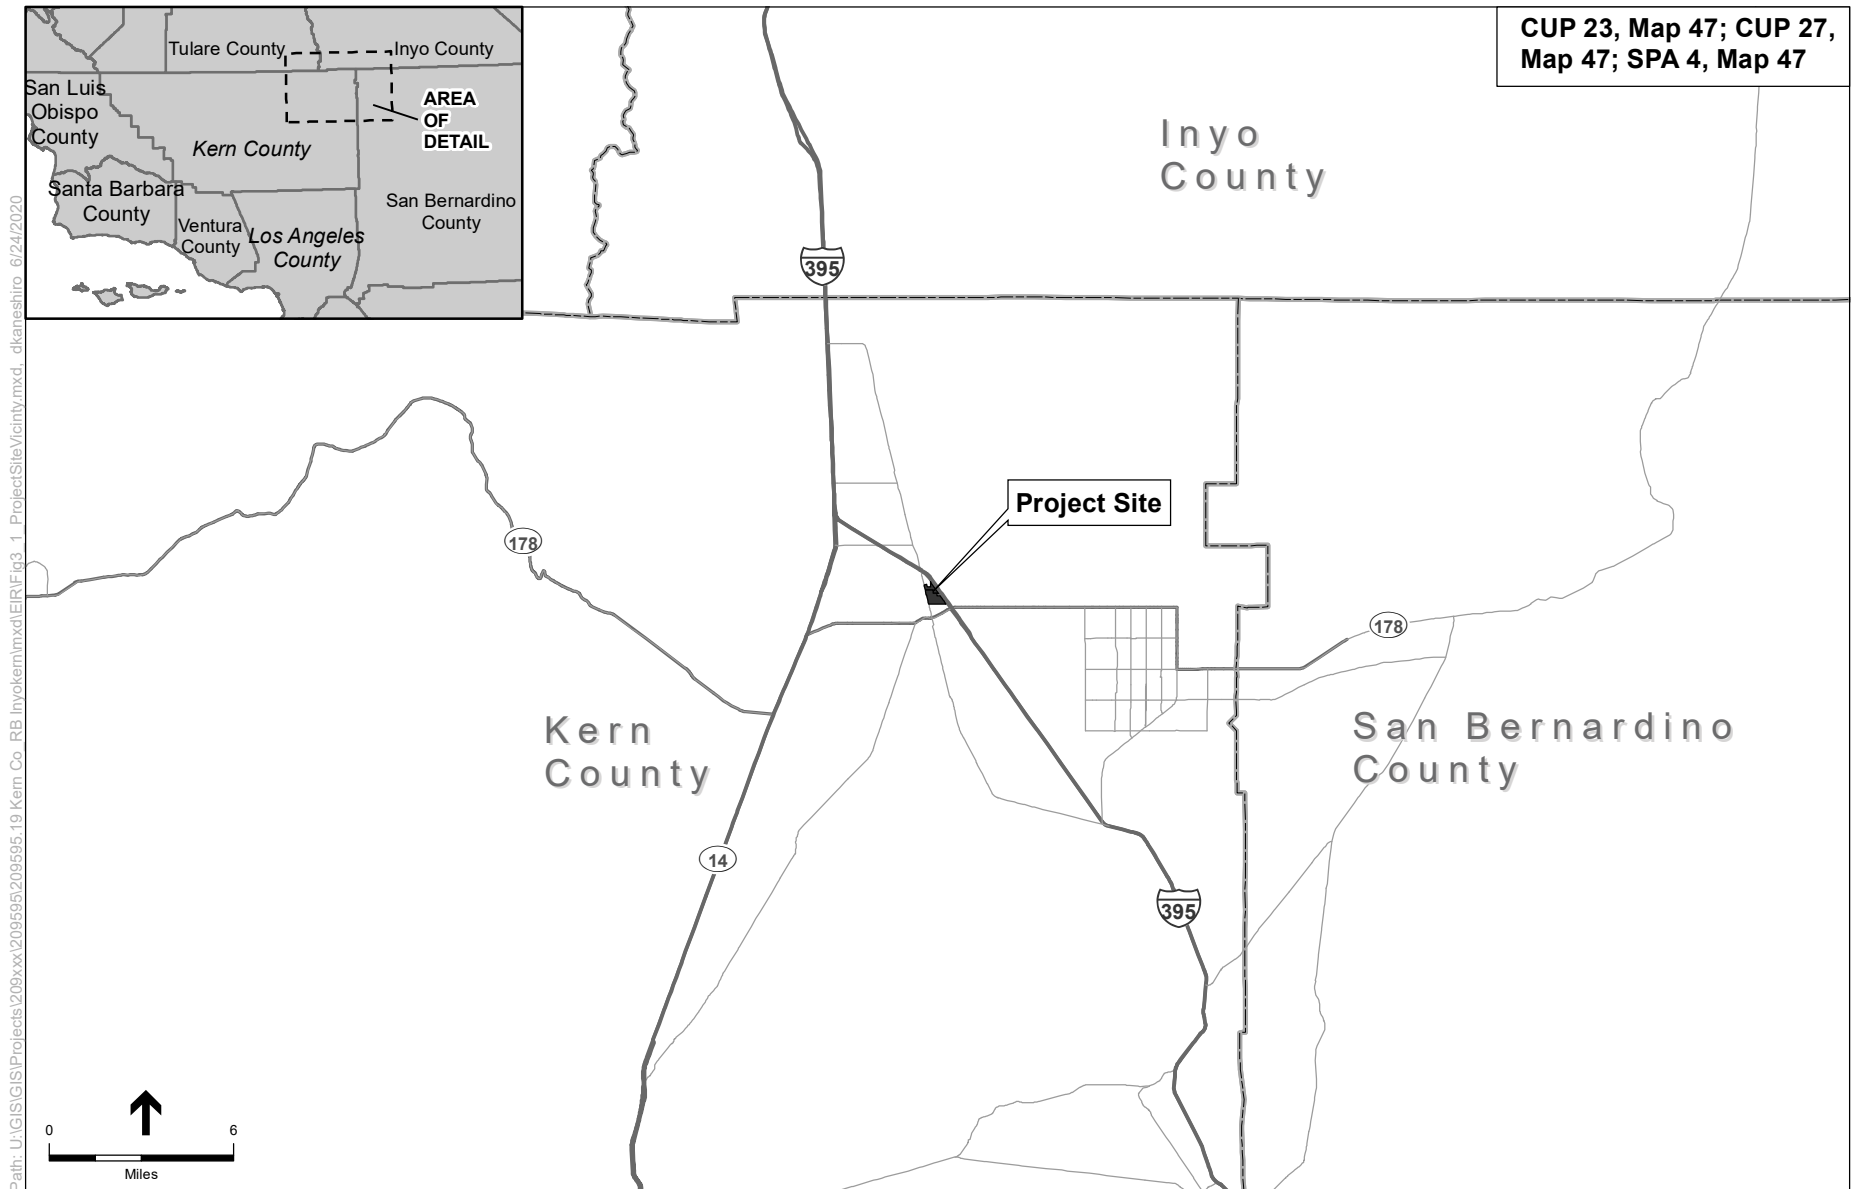 CUP 23, Map 47; CUP 27,
Map 47; SPA 4, Map 47
Tulare County
Inyo County
San Luis
Obispo
County
AREA
OF
DETAIL
Kern County
Santa Barbara
County
San Bernardino
County
Ventura
County
Los Angeles
County
Inyo
County
395
Project Site
178
178
Kern
County
San Bernardino
County
14
395
0
6
Miles
Path: U:\GIS\GIS\Projects\209xxx\209595\209595.19 Kern Co RB Inyokern\mxd\EIR\Fig3_1_ProjectSiteVicinty.mxd, dkaneshiro 6/24/2020